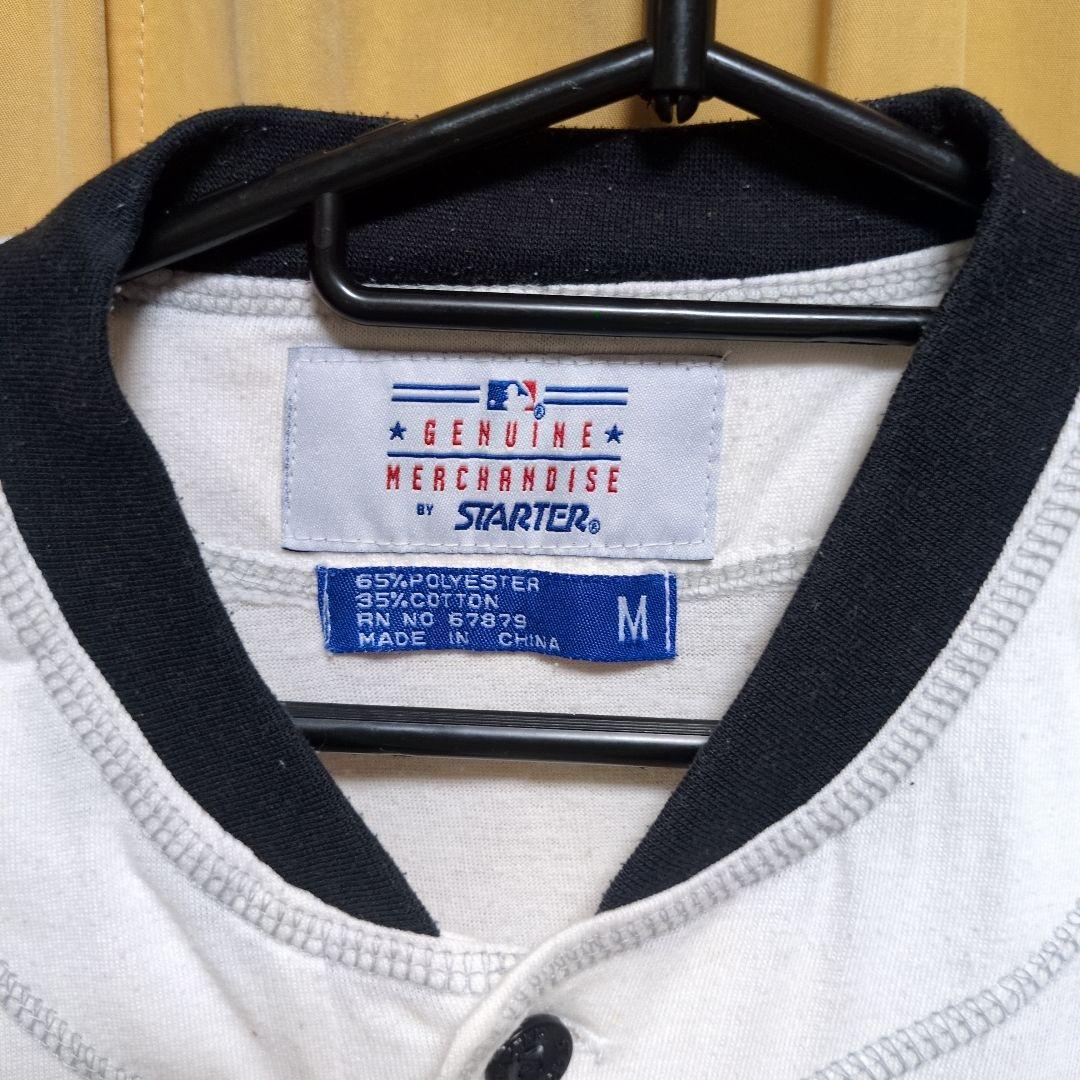 GENUINE
MERCHANDISE
BY STARTER®
65%POLYESTER
35%COTTON
RN NO 67879
MADE IN CHINA
M